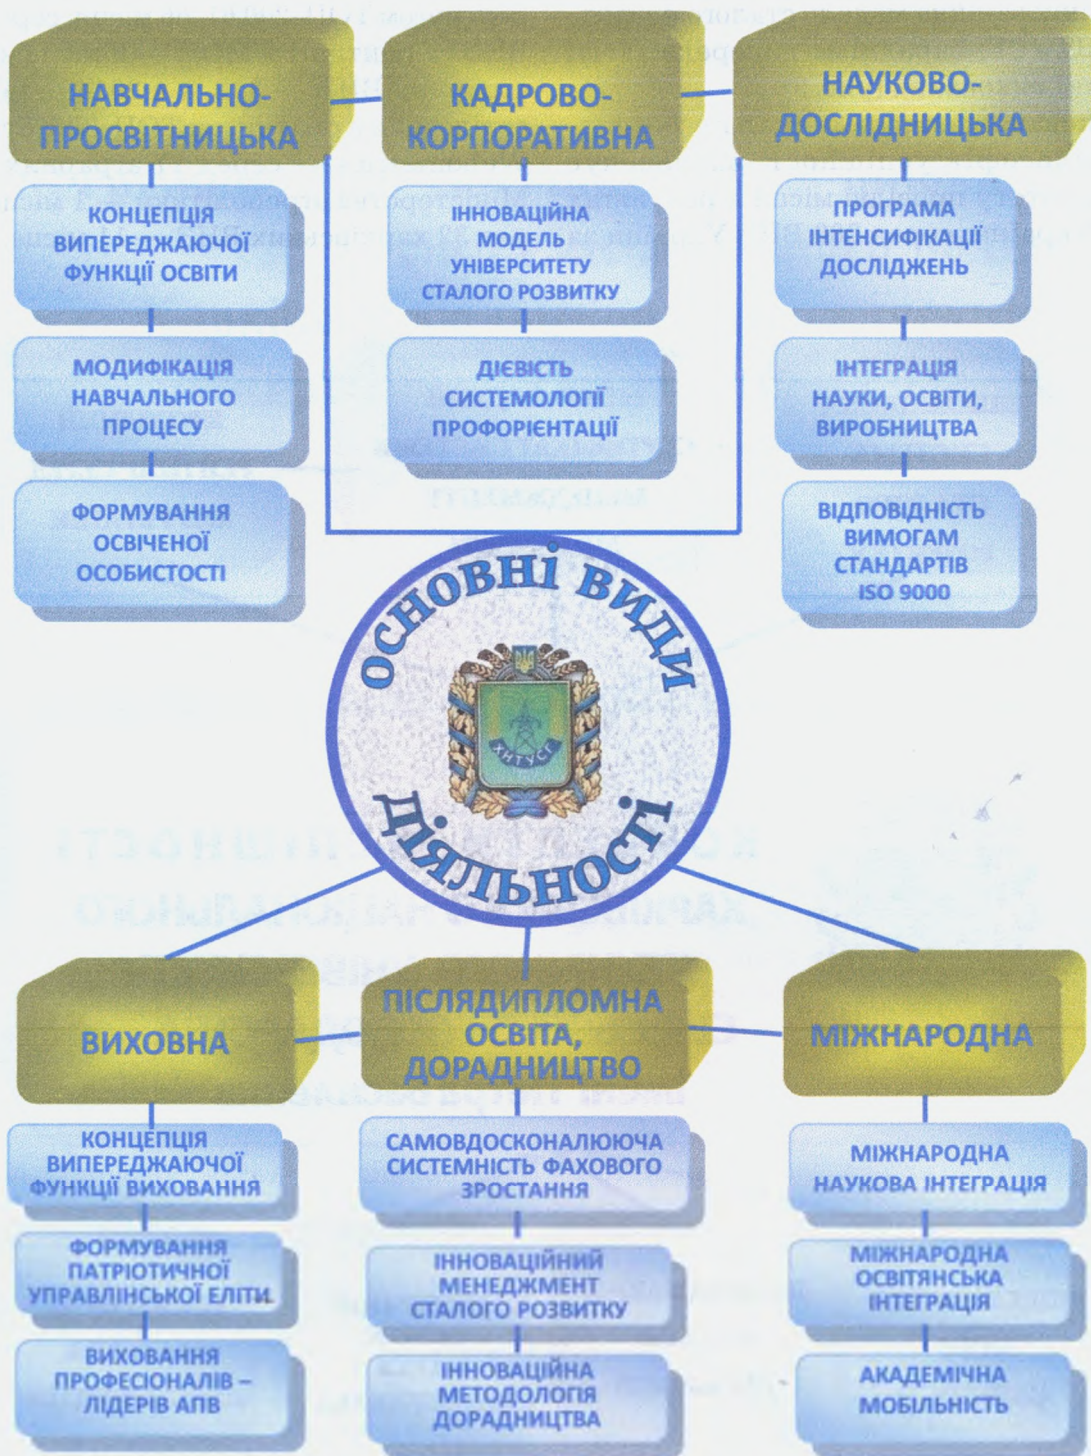 НАВЧАЛЬНО-
ПРОСВІТНИЦЬКА
КОНЦЕПЦІЯ
ВИПЕРЕДЖАЮЧОЇ
ФУНКЦІЇ ОСВІТИ
МОДИФІКАЦІЯ
НАВЧАЛЬНОГО
ПРОЦЕСУ
ФОРМУВАННЯ
ОСВІЧЕНОЇ
ОСОБИСТОСТІ
КАДРОВО-
КОРПОРАТИВНА
ІННОВАЦІЙНА
МОДЕЛЬ
УНІВЕРСИТЕТУ
СТАЛОГО РОЗВИТКУ
ДІЄВІСТЬ
СИСТЕМОЛОГІЇ
ПРОФОРІЄНТАЦІЇ
НАУКОВО-
ДОСЛІДНИЦЬКА
ПРОГРАМА
ІНТЕНСИФІКАЦІЇ
ДОСЛІДЖЕНЬ
ІНТЕГРАЦІЯ
НАУКИ, ОСВІТИ,
ВИРОБНИЦТВА
ВІДПОВІДНІСТЬ
ВИМОГАМ
СТАНДАРТІВ
ISO 9000
ОСНОВНІ ВИДИ
ХНТУСГ
ДІЯЛЬНОСТІ
ВИХОВНА
КОНЦЕПЦІЯ
ВИПЕРЕДЖАЮЧОЇ
ФУНКЦІЇ ВИХОВАННЯ
ФОРМУВАННЯ
ПАТРІОТИЧНОЇ
УПРАВЛІНСЬКОЇ ЕЛІТИ
ВИХОВАННЯ
ПРОФЕСІОНАЛІВ –
ЛІДЕРІВ АПВ
ПІСЛЯДИПЛОМНА
ОСВІТА,
ДОРАДНИЦТВО
САМОВДОСКОНАЛЮЮЧА
СИСТЕМНІСТЬ ФАХОВОГО
ЗРОСТАННЯ
ІННОВАЦІЙНИЙ
МЕНЕДЖМЕНТ
СТАЛОГО РОЗВИТКУ
ІННОВАЦІЙНА
МЕТОДОЛОГІЯ
ДОРАДНИЦТВА
МІЖНАРОДНА
МІЖНАРОДНА
НАУКОВА ІНТЕГРАЦІЯ
МІЖНАРОДНА
ОСВІТЯНСЬКА
ІНТЕГРАЦІЯ
АКАДЕМІЧНА
МОБІЛЬНІСТЬ